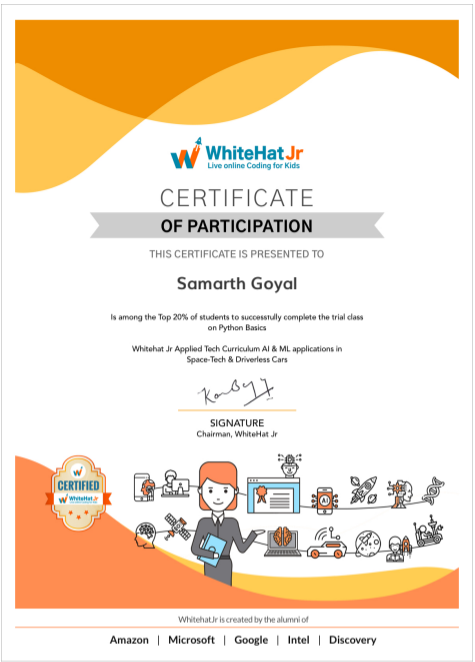 WhiteHat Jr
Live online Coding for Kids
CERTIFICATE
OF PARTICIPATION
THIS CERTIFICATE IS PRESENTED TO
Samarth Goyal
Is among the Top 20% of students to successfully complete the trial class
on Python Basics
Whitehat Jr Applied Tech Curriculum AI & ML applications in
Space-Tech & Driverless Cars
SIGNATURE
Chairman, WhiteHat Jr
CERTIFIED
WhiteHat Jr
AI
WhitehatJr is created by the alumni of
Amazon | Microsoft | Google | Intel | Discovery